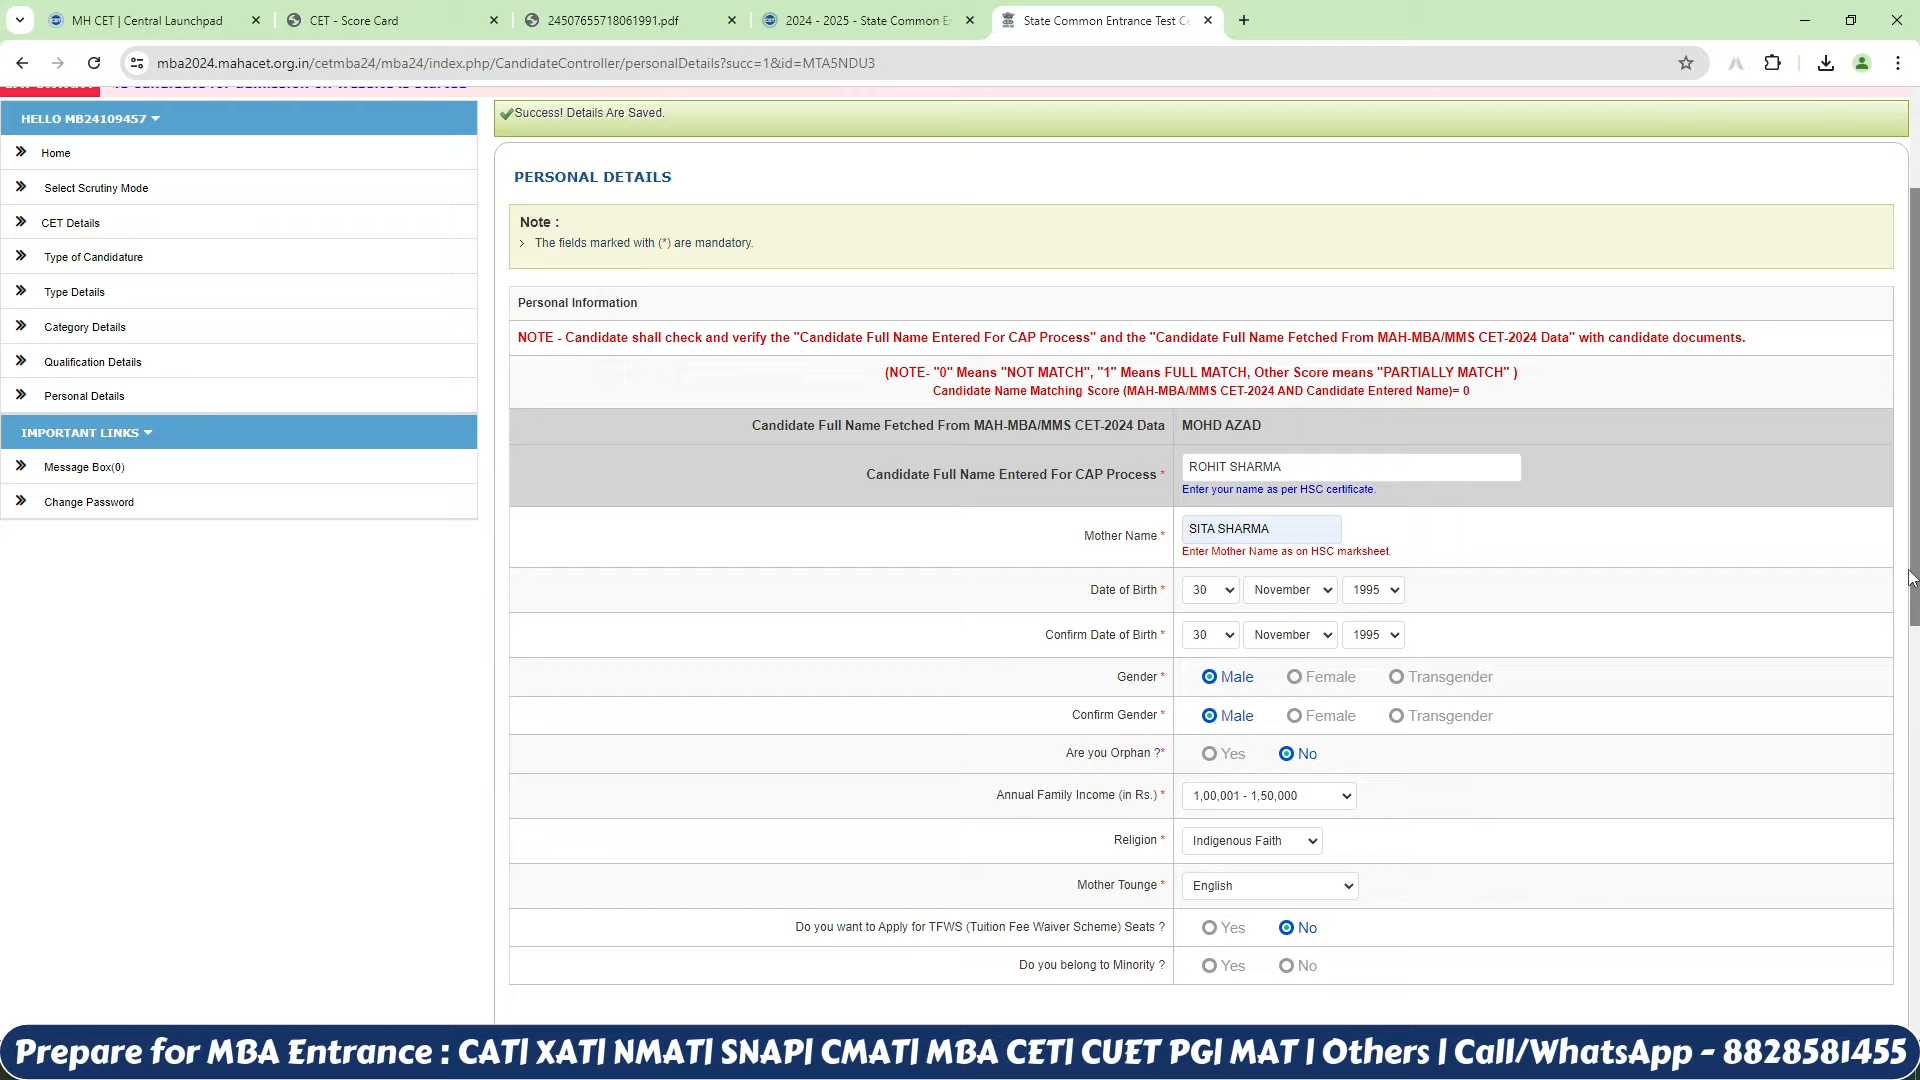 MH CET | Central Launchpad
CET - Score Card
24507655718061991.pdf
2024 - 2025 - State Common E
State Common Entrance Test C
mba2024.mahacet.org.in/cetmba24/mba24/index.php/CandidateController/personalDetails?succ=1&id=MTA5NDU3
HELLO MB24109457
Home
Select Scrutiny Mode
CET Details
Type of Candidature
Type Details
Category Details
Qualification Details
Personal Details
IMPORTANT LINKS
Message Box(0)
Change Password
Success! Details Are Saved.
PERSONAL DETAILS
Note :
The fields marked with (*) are mandatory.
Personal Information
NOTE - Candidate shall check and verify the "Candidate Full Name Entered For CAP Process" and the "Candidate Full Name Fetched From MAH-MBA/MMS CET-2024 Data" with candidate documents.
(NOTE- "0" Means "NOT MATCH", "1" Means FULL MATCH, Other Score means "PARTIALLY MATCH" )
Candidate Name Matching Score (MAH-MBA/MMS CET-2024 AND Candidate Entered Name)= 0
Candidate Full Name Fetched From MAH-MBA/MMS CET-2024 Data MOHD AZAD
Candidate Full Name Entered For CAP Process * ROHIT SHARMA
Enter your name as per HSC certificate.
Mother Name * SITA SHARMA
Enter Mother Name as on HSC marksheet.
Date of Birth * 30 November 1995
Confirm Date of Birth * 30 November 1995
Gender * Male Female Transgender
Confirm Gender * Male Female Transgender
Are you Orphan ?* Yes No
Annual Family Income (in Rs.) * 1,00,001 - 1,50,000
Religion * Indigenous Faith
Mother Tounge * English
Do you want to Apply for TFWS (Tuition Fee Waiver Scheme) Seats ? Yes No
Do you belong to Minority ? Yes No
Prepare for MBA Entrance : CAT| XAT| NMAT| SNAP| CMAT| MBA CET| CUET PG| MAT | Others | Call/WhatsApp - 8828581455